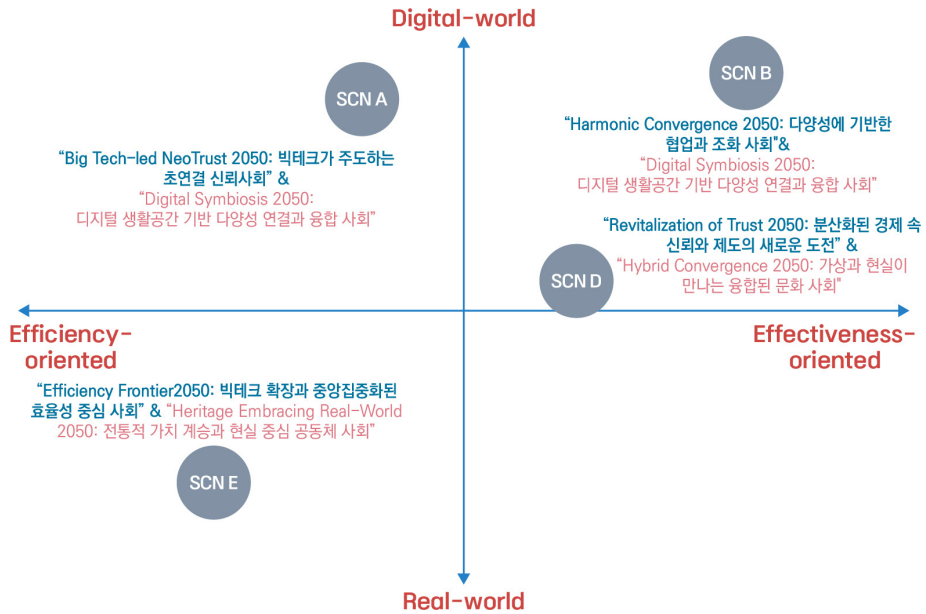 Digital-world
SCN A
SCN B
“Big Tech-led NeoTrust 2050: 빅테크가 주도하는
초연결 신뢰사회” &
“Digital Symbiosis 2050:
디지털 생활공간 기반 다양성 연결과 융합 사회”
“Harmonic Convergence 2050: 다양성에 기반한
협업과 조화 사회"&
“Digital Symbiosis 2050:
디지털 생활공간 기반 다양성 연결과 융합 사회”
“Revitalization of Trust 2050: 분산화된 경제 속
신뢰와 제도의 새로운 도전” &
“Hybrid Convergence 2050: 가상과 현실이
만나는 융합된 문화 사회"
SCN D
Efficiency-
oriented
Effectiveness-
oriented
“Efficiency Frontier2050: 빅테크 확장과 중앙집중화된
효율성 중심 사회” & “Heritage Embracing Real-World
2050: 전통적 가치 계승과 현실 중심 공동체 사회”
SCN E
Real-world